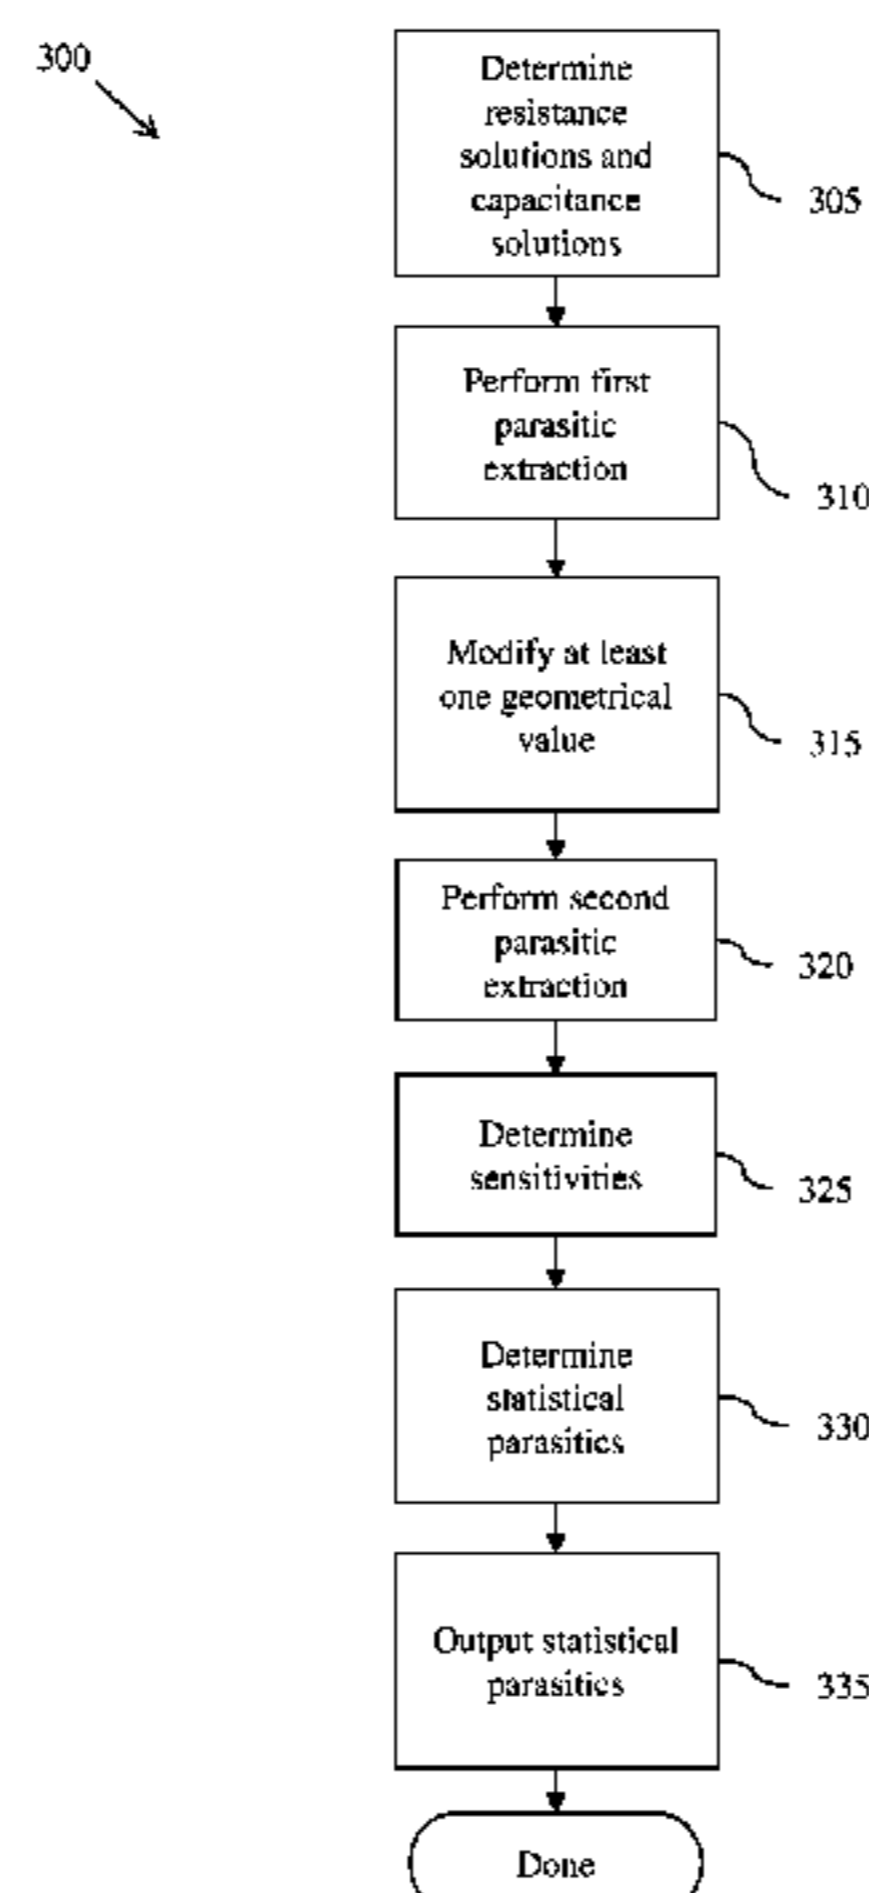 300
Determine
resistance
solutions and
capacitance
solutions
305
Perform first
parasitic
extraction
310
Modify at least
one geometrical
value
315
Perform second
parasitic
extraction
320
Determine
sensitivities
325
Determine
statistical
parasitics
330
Output statistical
parasitics
335
Done